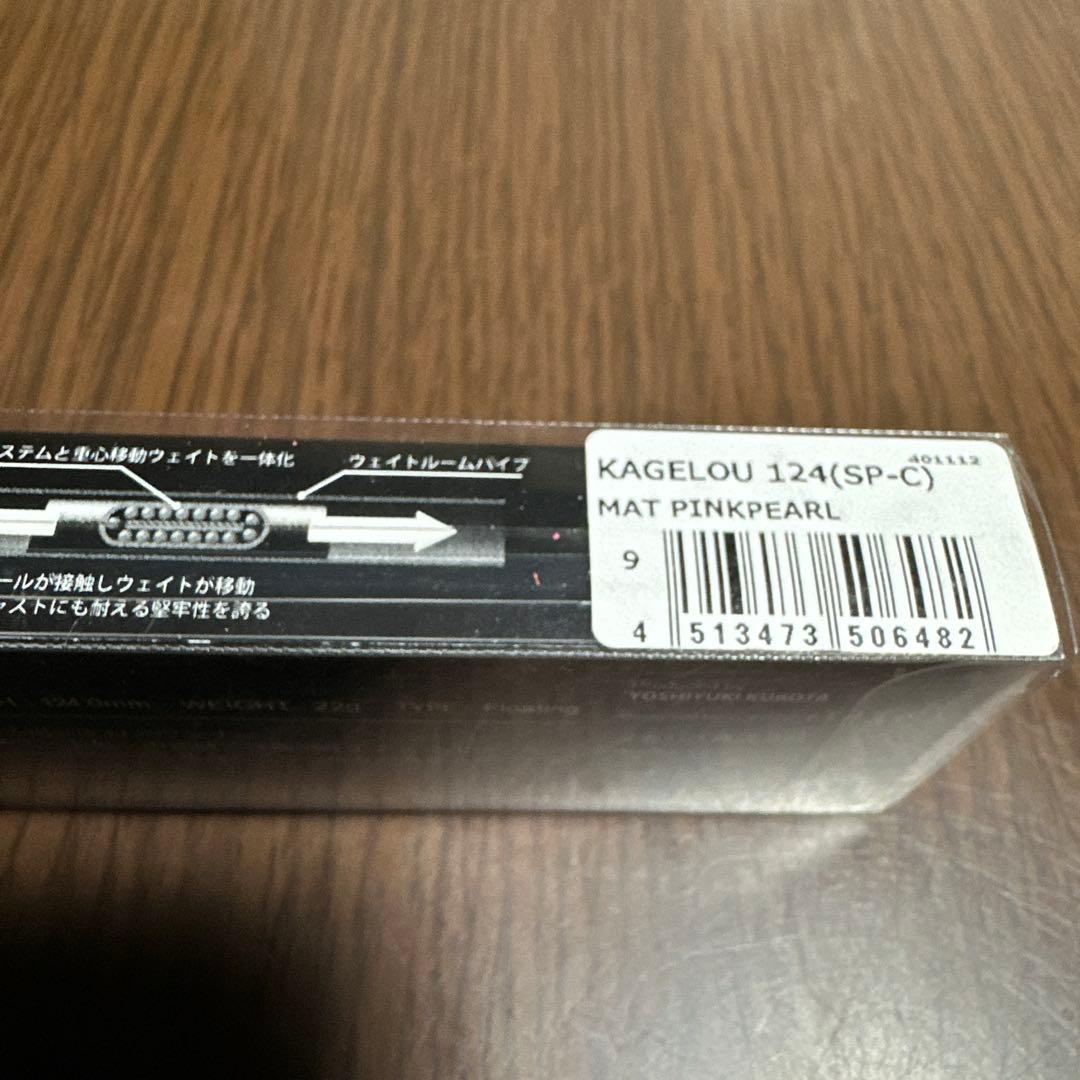 ステムと重心移動ウェイトを一体化
ウェイトルームパイプ
ールが接触しウェイトが移動
ャストにも耐える堅牢性を誇る
401112
KAGELOU 124(SP-C)
MAT PINKPEARL
9
4 513473 506482
124.0mm WEIGHT 22g TYPE Floating
YOSHIYUKI KUBOTA